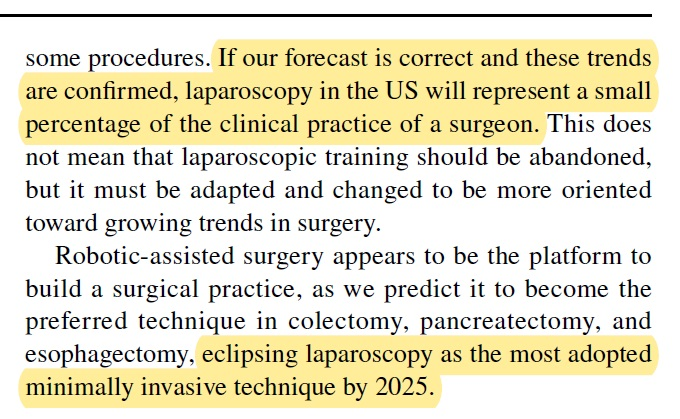 some procedures. If our forecast is correct and these trends
are confirmed, laparoscopy in the US will represent a small
percentage of the clinical practice of a surgeon. This does
not mean that laparoscopic training should be abandoned,
but it must be adapted and changed to be more oriented
toward growing trends in surgery.
Robotic-assisted surgery appears to be the platform to
build a surgical practice, as we predict it to become the
preferred technique in colectomy, pancreatectomy, and
esophagectomy, eclipsing laparoscopy as the most adopted
minimally invasive technique by 2025.